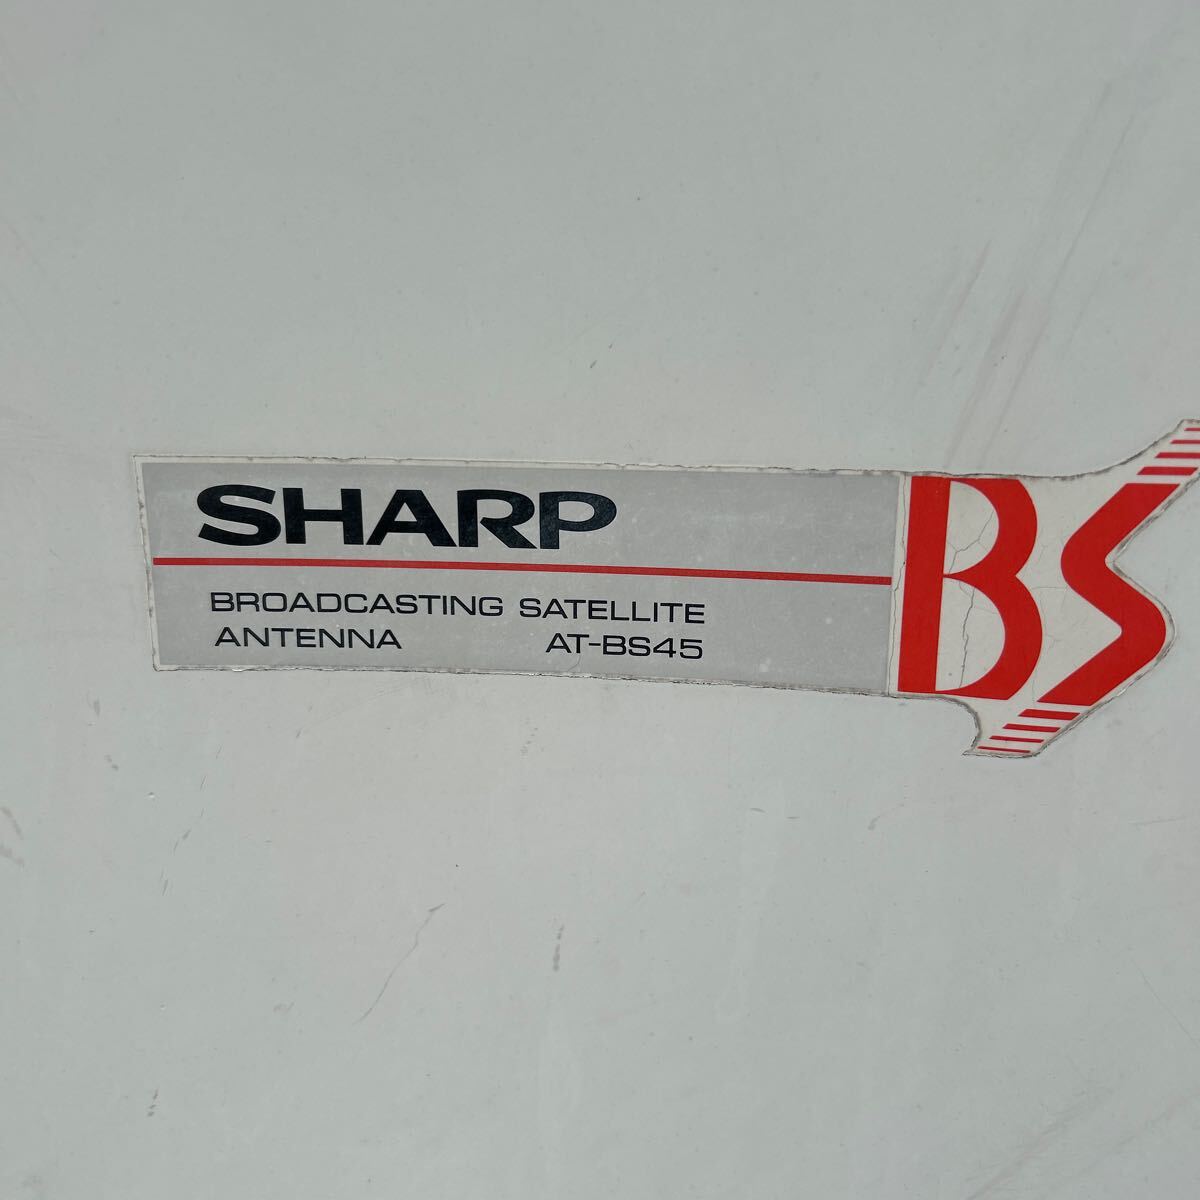 SHARP
BROADCASTING SATELLITE
ANTENNA AT-BS45
BS